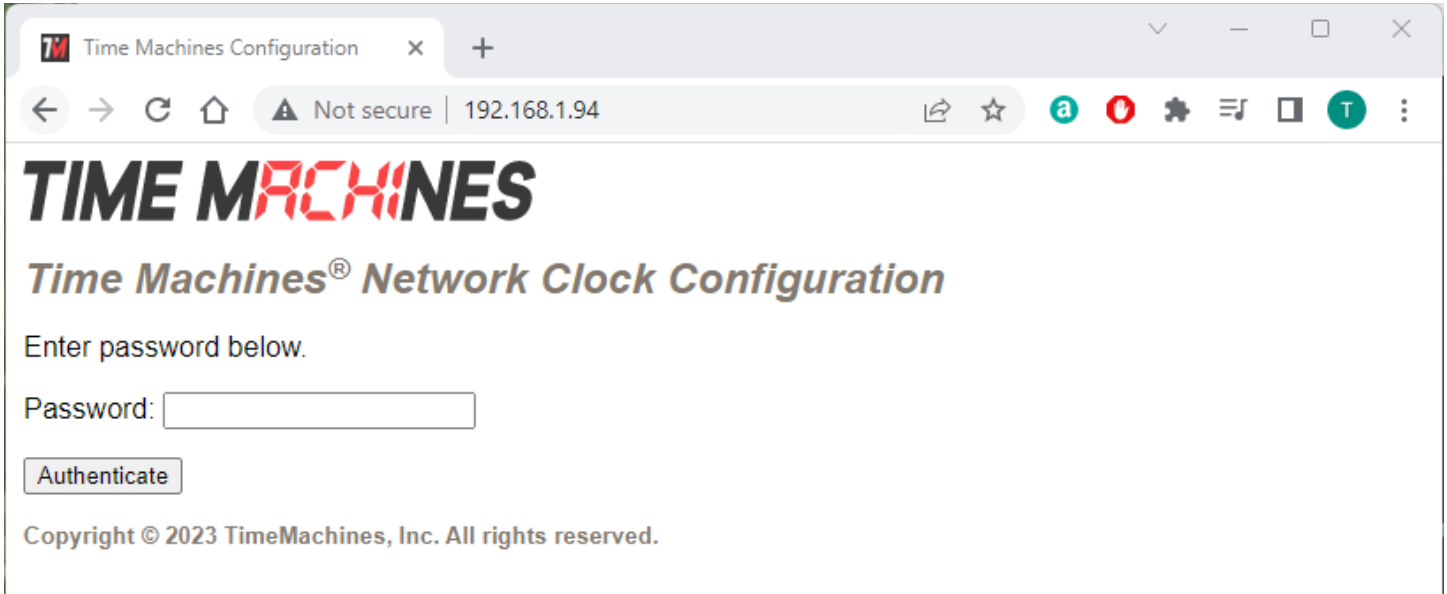 Time Machines Configuration
Not secure 192.168.1.94
a
T
TIME MACHINES
Time Machines® Network Clock Configuration
Enter password below.
Password:
Authenticate
Copyright © 2023 TimeMachines, Inc. All rights reserved.